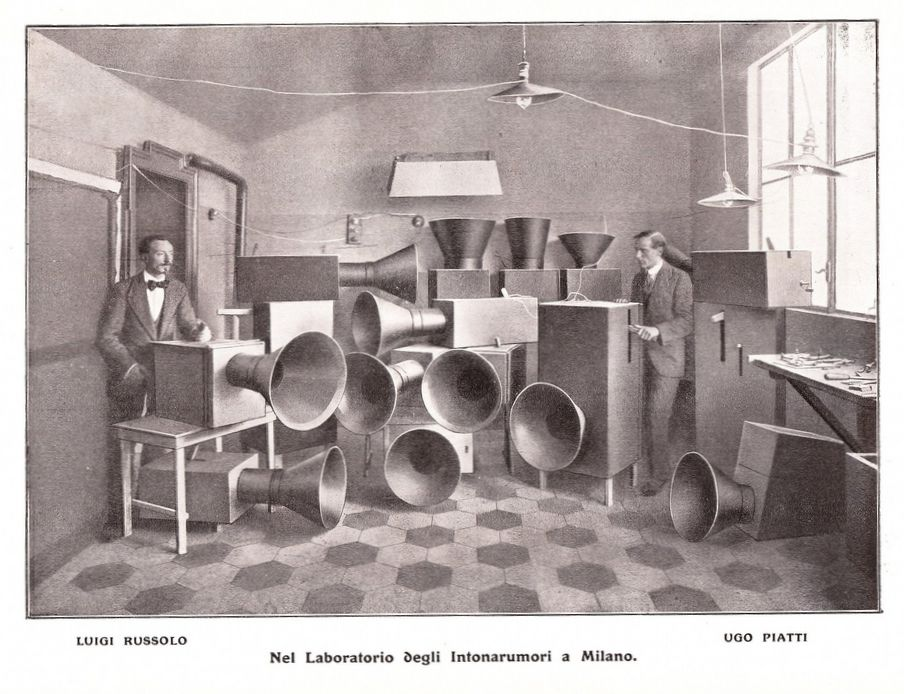 LUIGI RUSSOLO
UGO PIATTI
Nel Laboratorio degli Intonarumori a Milano.